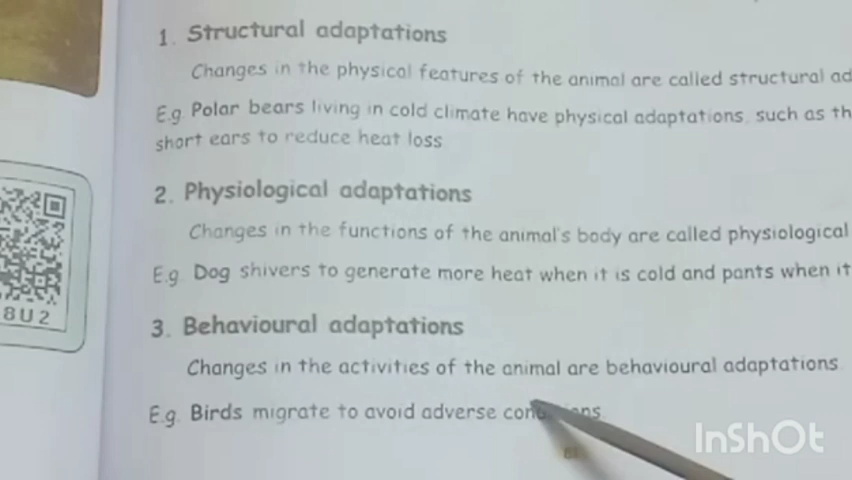 1. Structural adaptations
Changes in the physical features of the animal are called structural ad
E.g. Polar bears living in cold climate have physical adaptations, such as th
short ears to reduce heat loss
2. Physiological adaptations
Changes in the functions of the animal's body are called physiological
E.g. Dog shivers to generate more heat when it is cold and pants when it
3. Behavioural adaptations
Changes in the activities of the animal are behavioural adaptations
E.g. Birds migrate to avoid adverse conditions
8U2
InShOt